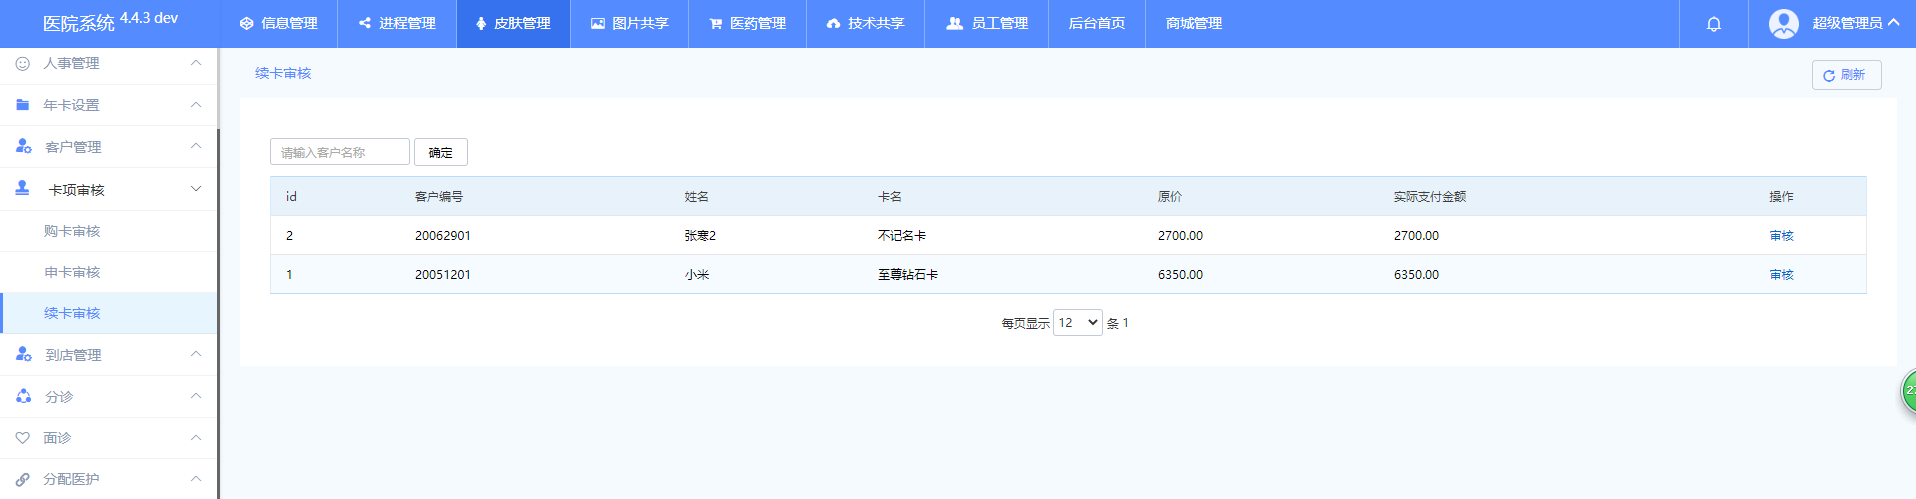 医院系统 4.4.3 dev
信息管理
进程管理
皮肤管理
图片共享
医药管理
技术共享
员工管理
后台首页
商城管理
超级管理员
人事管理
年卡设置
客户管理
卡项审核
购卡审核
申卡审核
续卡审核
到店管理
分诊
面诊
分配医护
续卡审核
刷新
请输入客户名称
确定
id 客户编号 姓名 卡名 原价 实际支付金额 操作
2 20062901 张寒2 不记名卡 2700.00 2700.00 审核
1 20051201 小米 至尊钻石卡 6350.00 6350.00 审核
每页显示 12 条 1